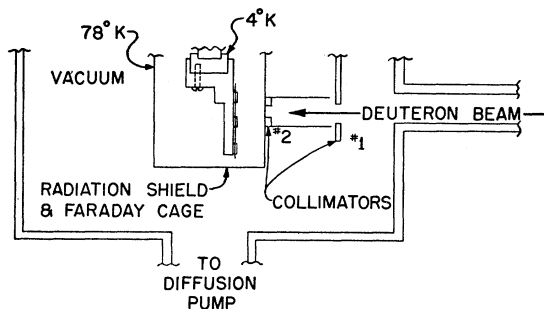 78°K
4°K
VACUUM
DEUTERON BEAM
#2
#1
RADIATION SHIELD
& FARADAY CAGE
COLLIMATORS
TO
DIFFUSION
PUMP